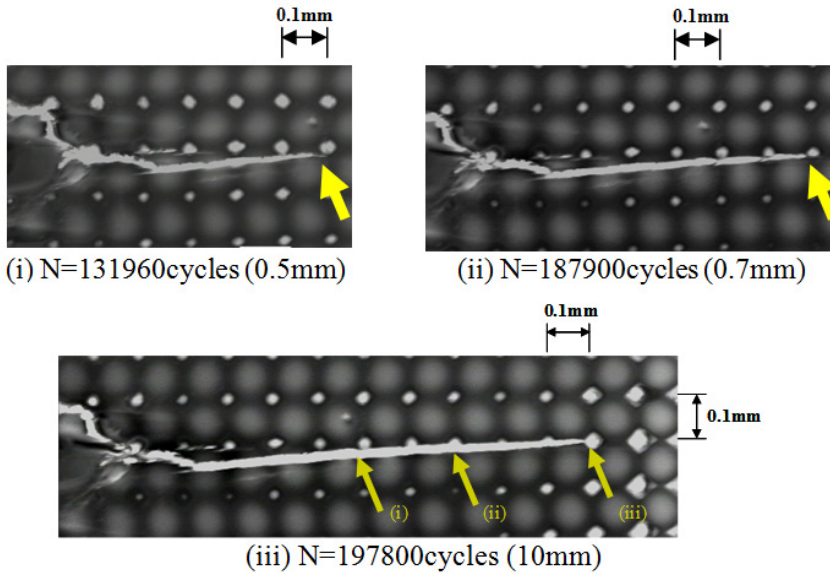 0.1mm
0.1mm
(i) N=131960cycles (0.5mm)
(ii) N=187900cycles (0.7mm)
0.1mm
0.1mm
(i)
(ii)
(iii)
(iii) N=197800cycles (10mm)